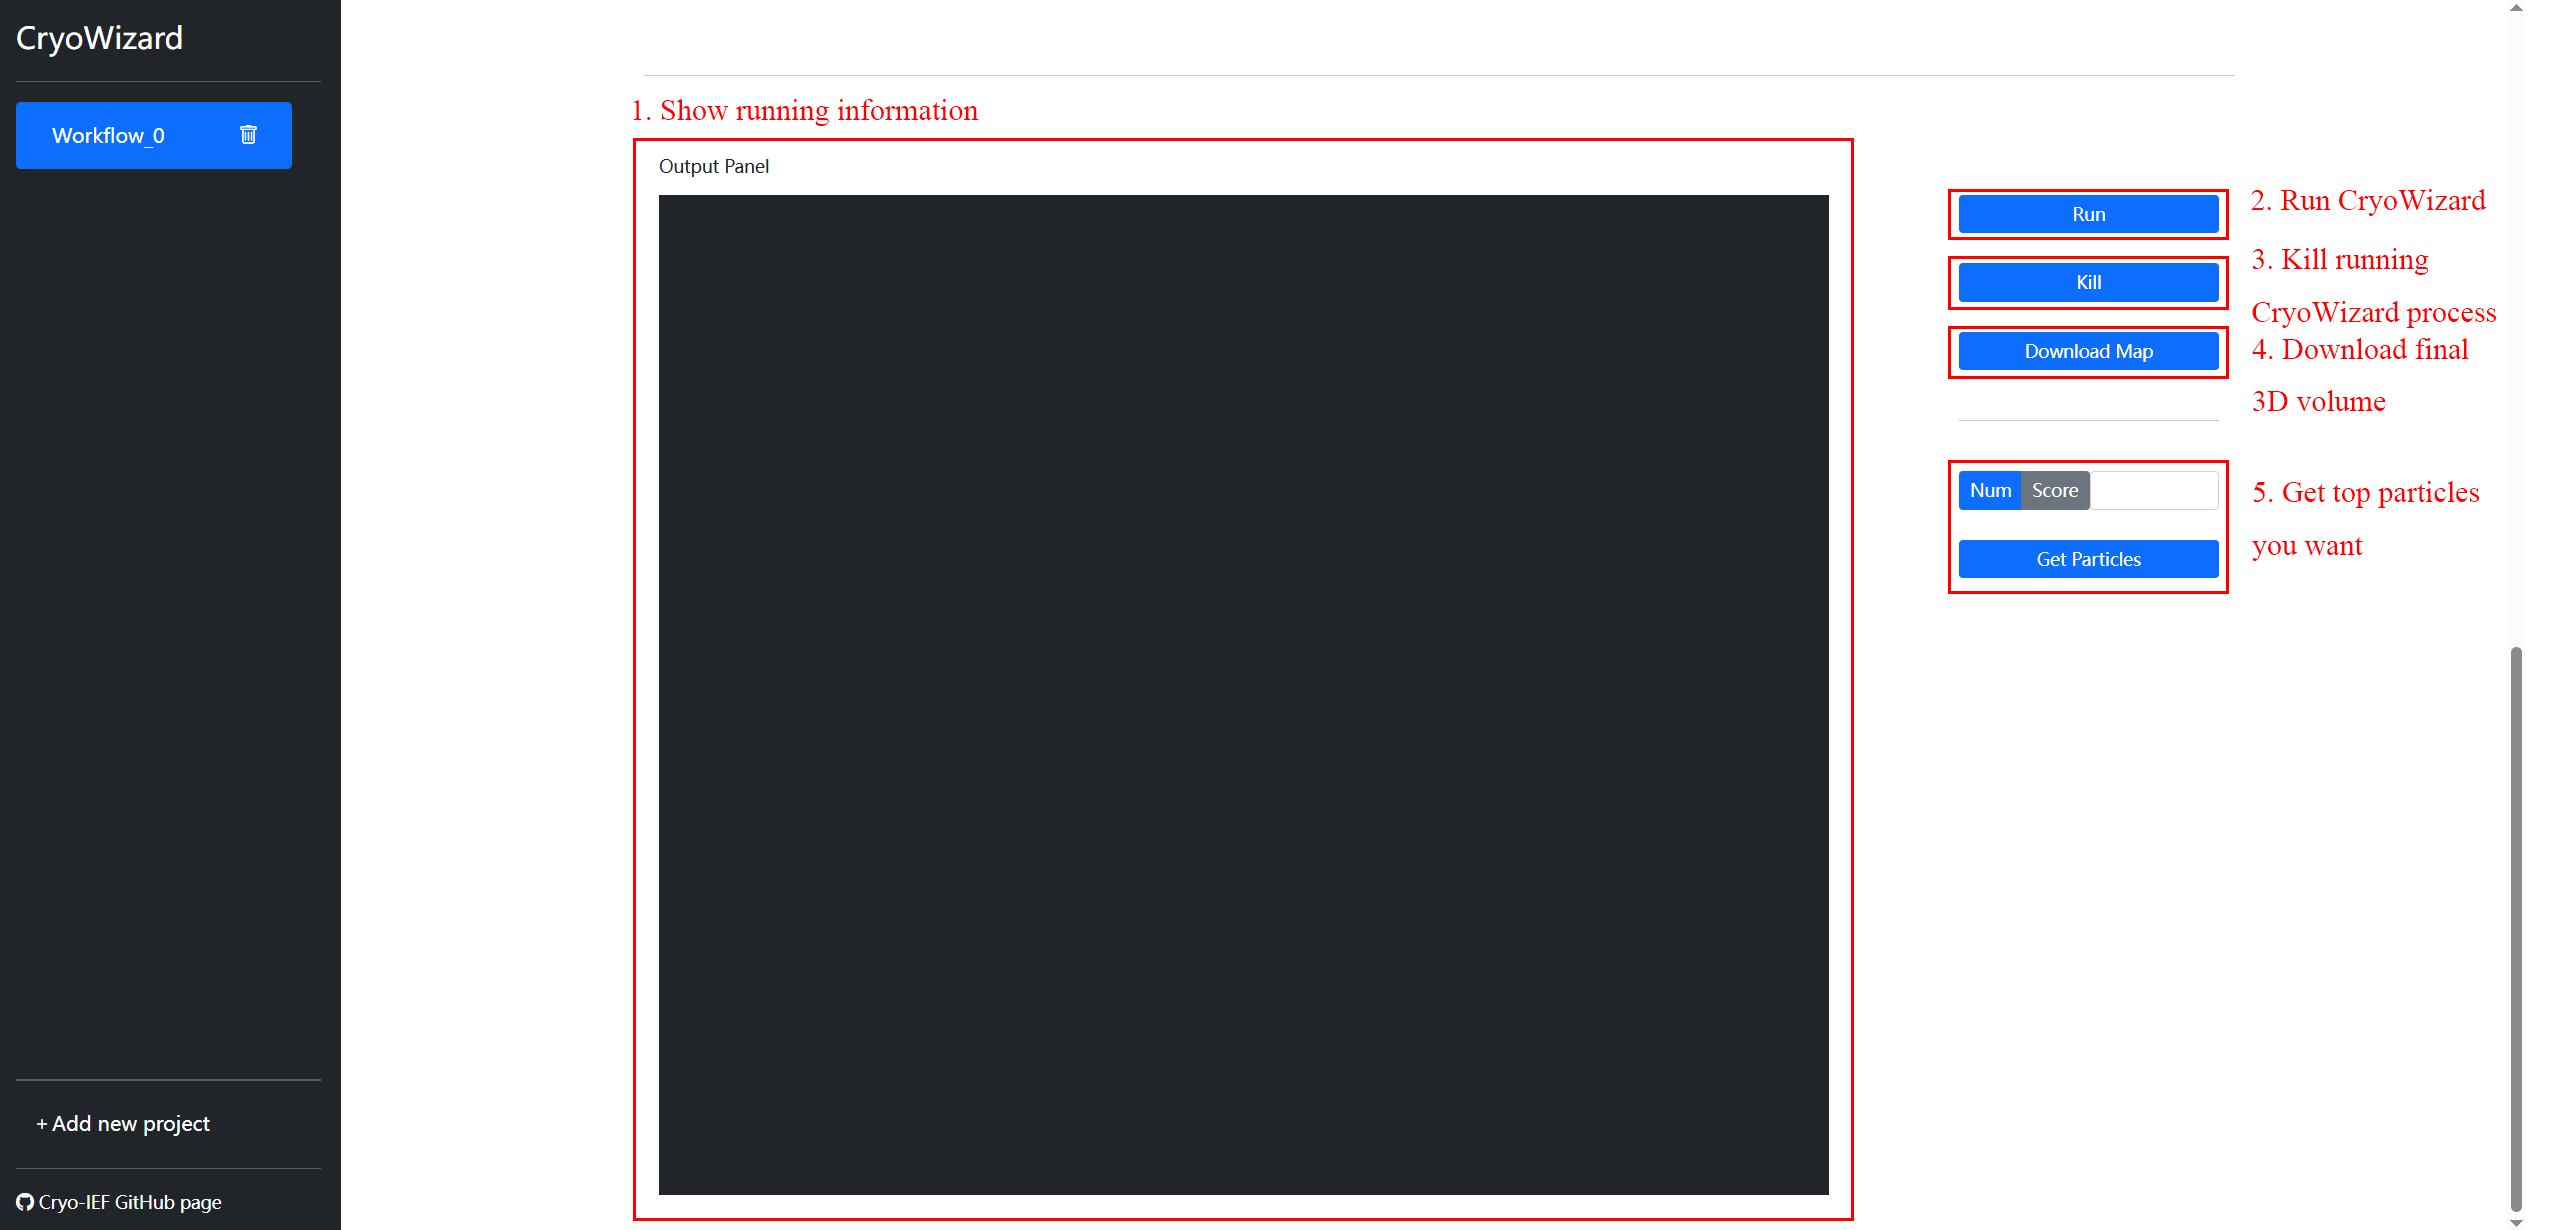 CryoWizard
Workflow_0
+ Add new project
Cryo-IEF GitHub page
1. Show running information
Output Panel
Run
Kill
Download Map
Num
Score
Get Particles
2. Run CryoWizard
3. Kill running
CryoWizard process
4. Download final
3D volume
5. Get top particles
you want